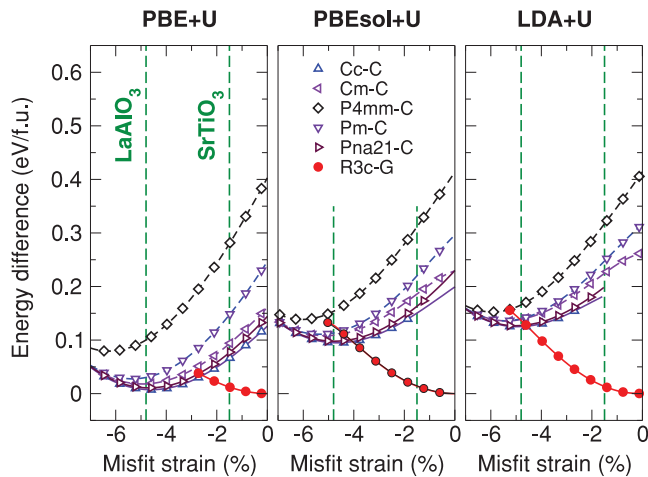 PBE+U PBEsol+U LDA+U
Energy difference (eV/f.u.)
0.6
0.5
0.4
0.3
0.2
0.1
0
LaAlO3
SrTiO3
Cc-C
Cm-C
P4mm-C
Pm-C
Pna21-C
R3c-G
-6 -4 -2 0 -6 -4 -2 0 -6 -4 -2 0
Misfit strain (%) Misfit strain (%) Misfit strain (%)